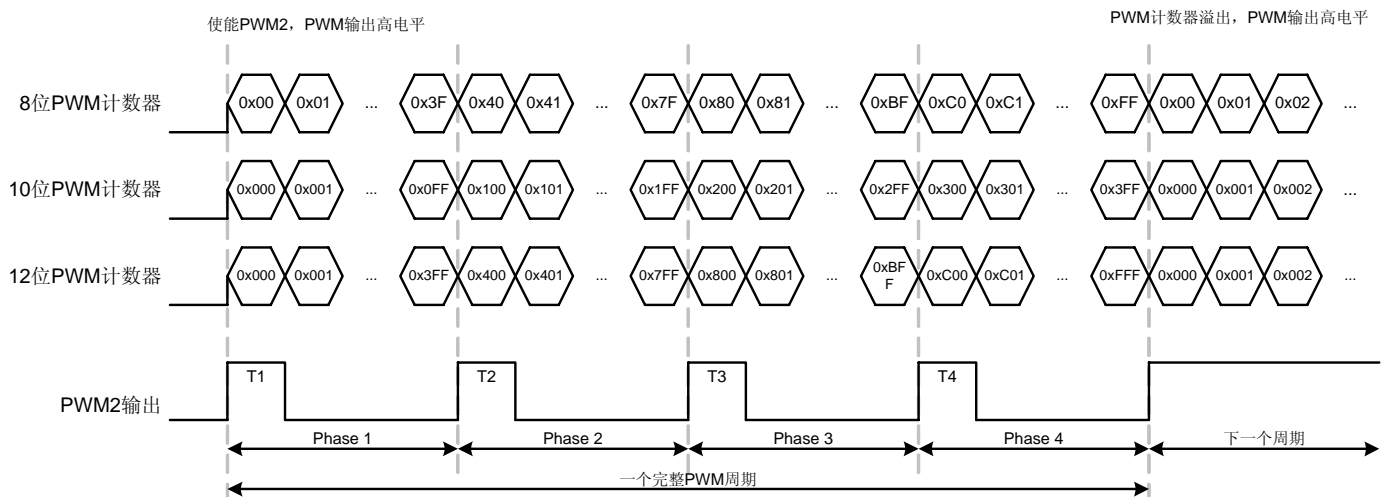 使能PWM2，PWM输出高电平
PWM计数器溢出，PWM输出高电平
8位PWM计数器 0x00 0x01 ... 0x3F 0x40 0x41 ... 0x7F 0x80 0x81 ... 0xBF 0xC0 0xC1 ... 0xFF 0x00 0x01 0x02 ...
10位PWM计数器 0x000 0x001 ... 0x0FF 0x100 0x101 ... 0x1FF 0x200 0x201 ... 0x2FF 0x300 0x301 ... 0x3FF 0x000 0x001 0x002 ...
12位PWM计数器 0x000 0x001 ... 0x3FF 0x400 0x401 ... 0x7FF 0x800 0x801 ... 0xBFF 0xC00 0xC01 ... 0xFFF 0x000 0x001 0x002 ...
T1 T2 T3 T4
PWM2输出
Phase 1 Phase 2 Phase 3 Phase 4 下一个周期
一个完整PWM周期